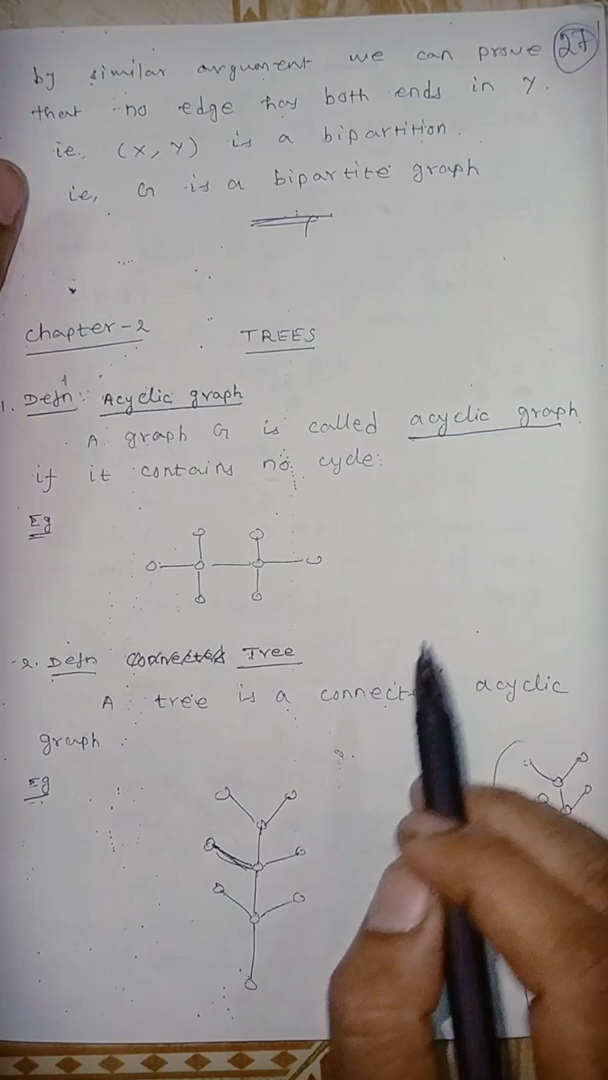 by similar argument we can prove 27
that no edge has both ends in Y.
ie., (X, Y) is a bipartition.
ie, G is a bipartite graph
Chapter-2 TREES
1. Defn: Acyclic graph
A graph G is called acyclic graph
if it contains no cycle.
Eg
2. Defn Connected Tree
A tree is a connect acyclic
graph.
Eg